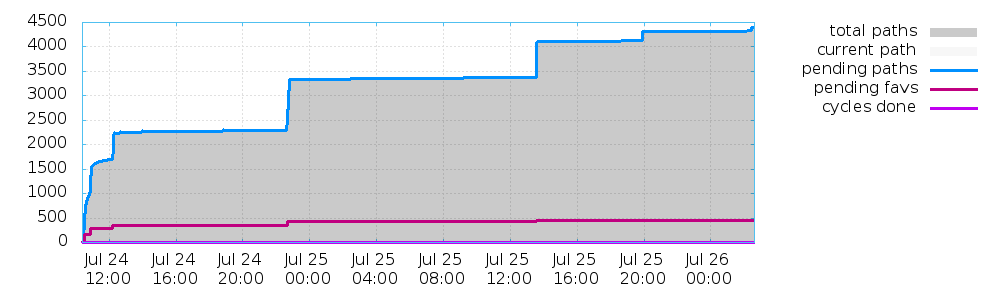 4500
4000
3500
3000
2500
2000
1500
1000
500
0
Jul 24 Jul 24 Jul 24 Jul 25 Jul 25 Jul 25 Jul 25 Jul 25 Jul 25 Jul 26
12:00 16:00 20:00 00:00 04:00 08:00 12:00 16:00 20:00 00:00
total paths
current path
pending paths
pending favs
cycles done